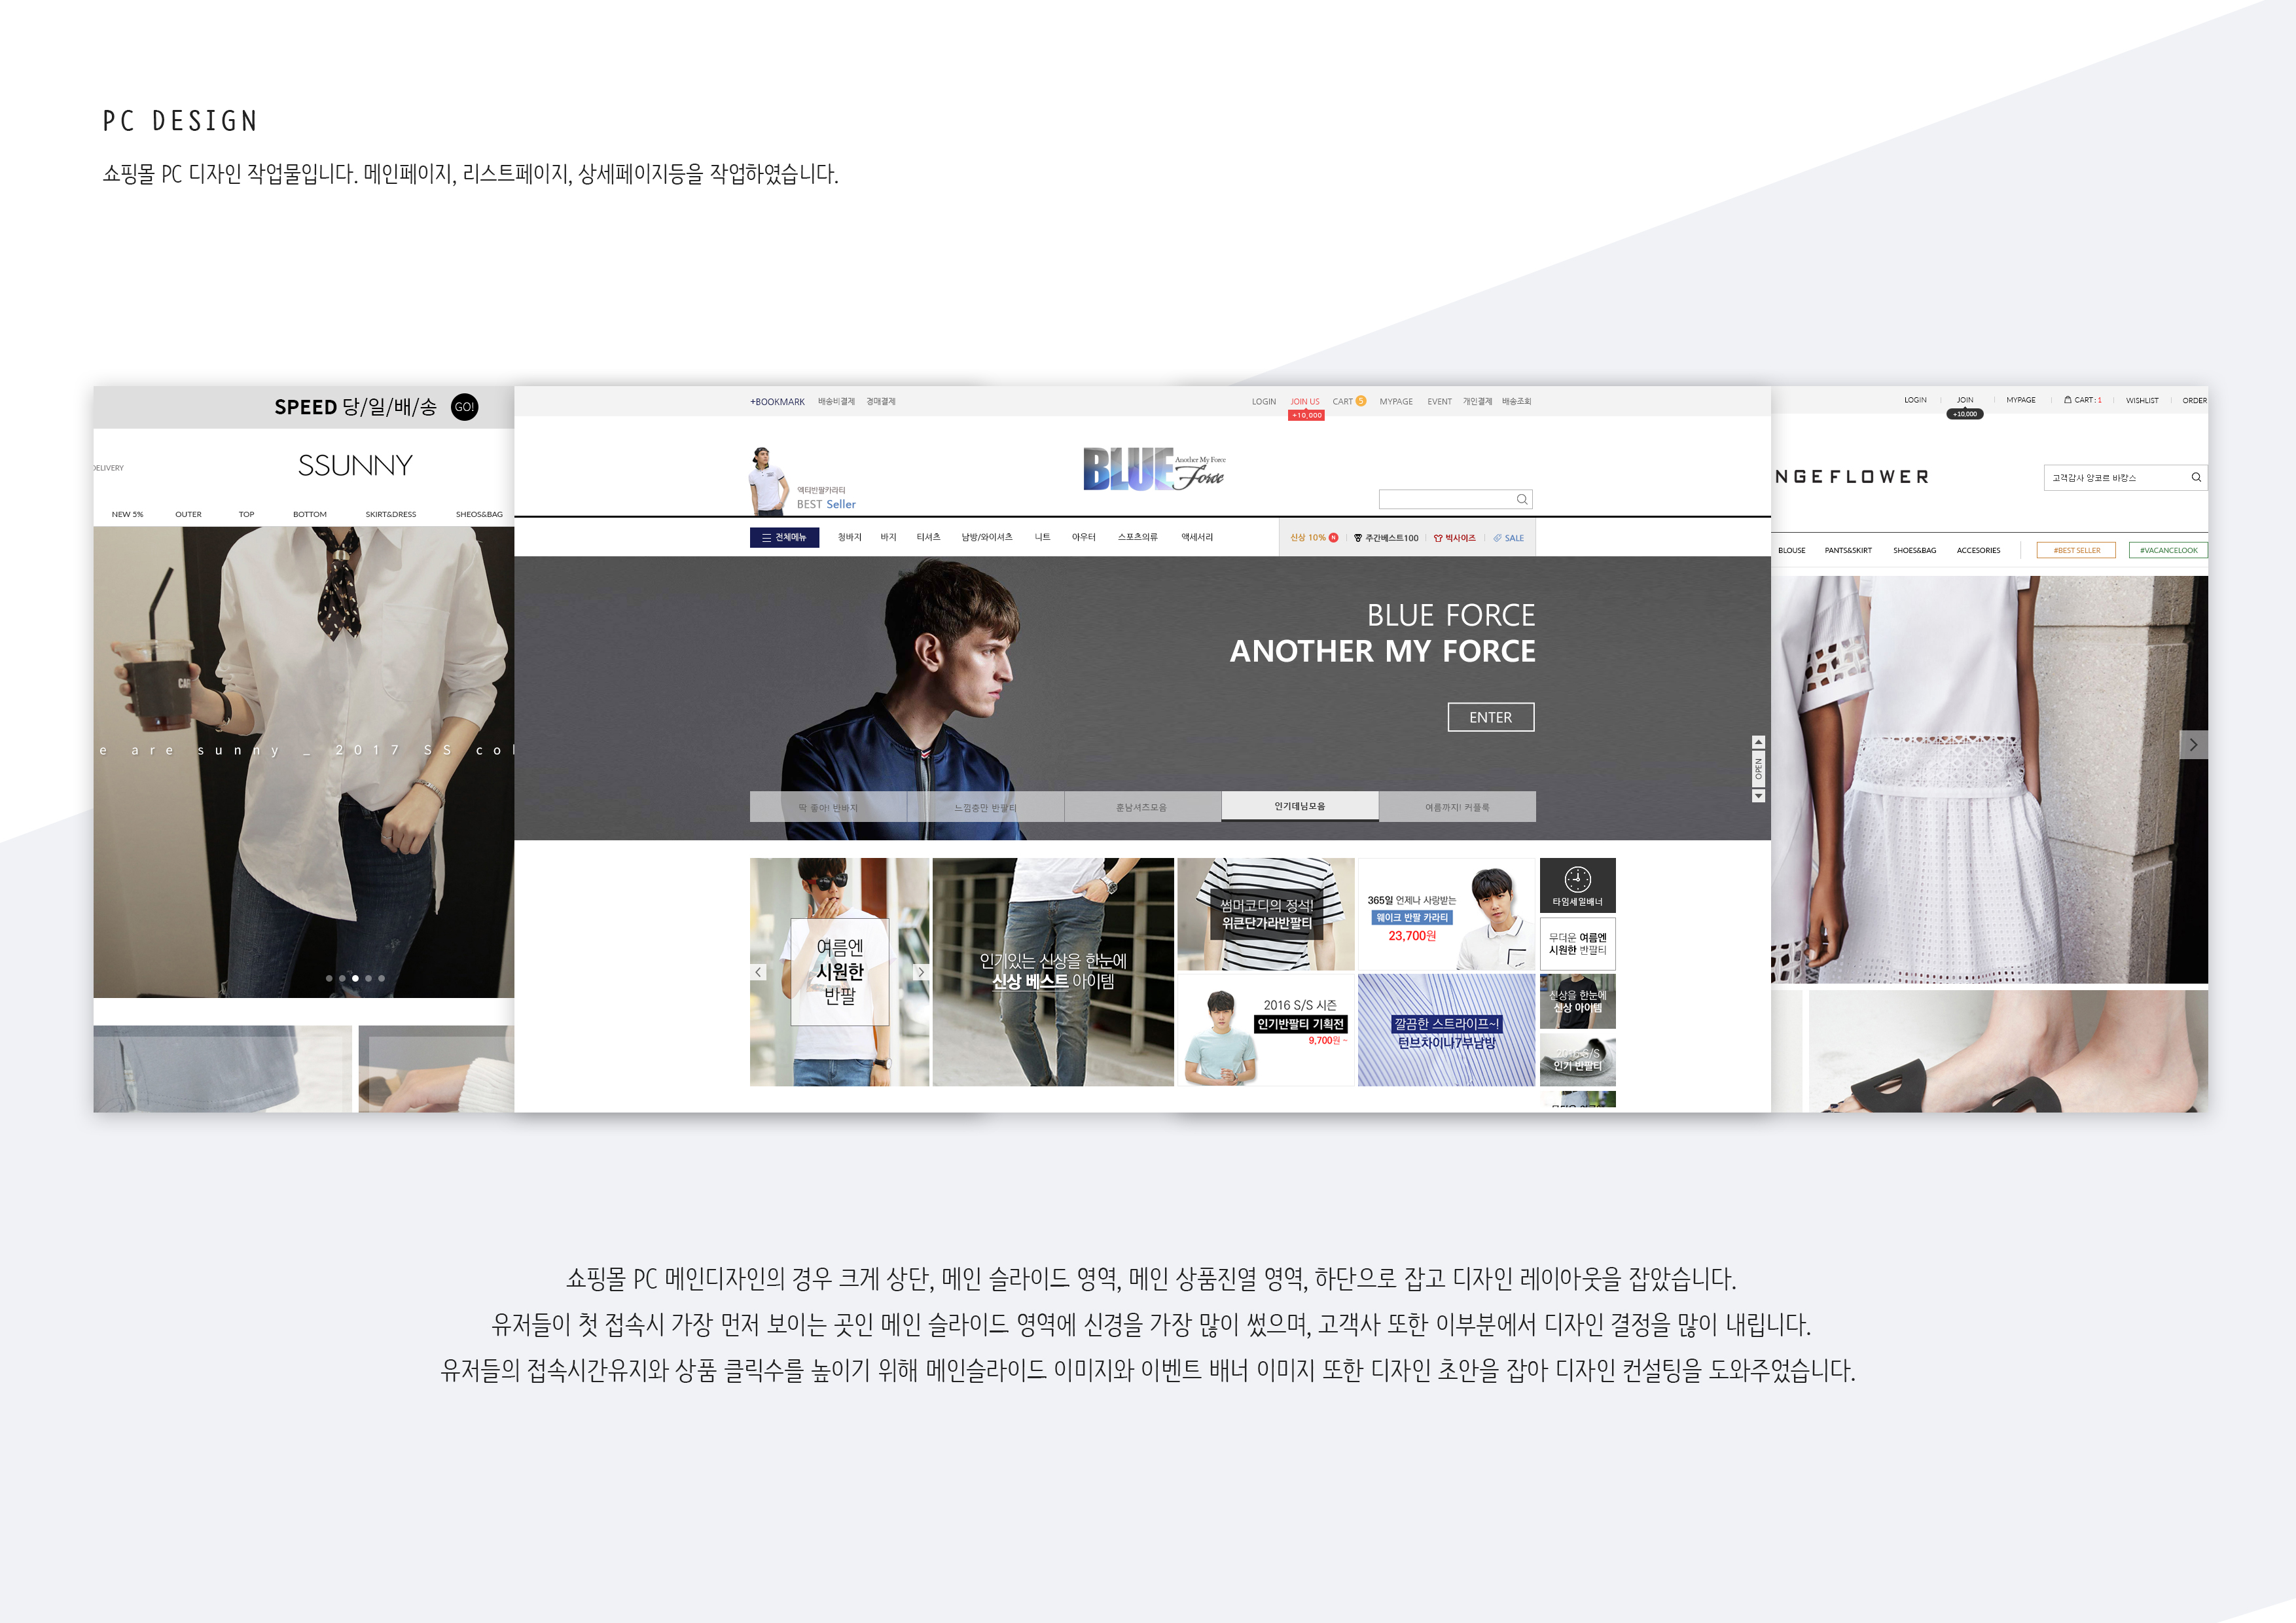 PC DESIGN
쇼핑몰 PC 디자인 작업물입니다. 메인페이지, 리스트페이지, 상세페이지등을 작업하였습니다.
SPEED 당/일/배/송 GO!
DELIVERY
SSUNNY
NEW 5% OUTER TOP BOTTOM SKIRT&DRESS SHEOS&BAG
e are sunny _ 2017 SS col
+BOOKMARK 배송비결제 경매결제
LOGIN JOIN US CART 5 MYPAGE EVENT 개인결제 배송조회
+10,000
액티반팔카라티
BEST Seller
BLUE Another My Force
Force
전체메뉴 청바지 바지 티셔츠 남방/와이셔츠 니트 아우터 스포츠의류 액세서리
신상 10% N 주간베스트100 빅사이즈 SALE
BLUE FORCE
ANOTHER MY FORCE
ENTER
OPEN
딱 좋아! 반바지 느낌충만 반팔티 훈남셔츠모음 인기데님모음 여름까지! 커플룩
여름엔
시원한
반팔
인기있는 신상을 한눈에
신상 베스트 아이템
썸머코디의 정석!
위큰단가라반팔티
365일 언제나 사랑받는
웨이크 반팔 카라티
23,700원
2016 S/S 시즌
인기반팔티 기획전
9,700원 ~
깔끔한 스트라이프~!
턴브차이나7부남방
타임세일배너
무더운 여름엔
시원한 반팔티
신상을 한눈에
신상 아이템
2016 S/S
인기 반팔티
LOGIN JOIN MYPAGE CART : 1 WISHLIST ORDER
+10,000
NGEFLOWER
고객감사 앙코르 바캉스
BLOUSE PANTS&SKIRT SHOES&BAG ACCESORIES #BEST SELLER #VACANCELOOK
쇼핑몰 PC 메인디자인의 경우 크게 상단, 메인 슬라이드 영역, 메인 상품진열 영역, 하단으로 잡고 디자인 레이아웃을 잡았습니다.
유저들이 첫 접속시 가장 먼저 보이는 곳인 메인 슬라이드 영역에 신경을 가장 많이 썼으며, 고객사 또한 이부분에서 디자인 결정을 많이 내립니다.
유저들의 접속시간유지와 상품 클릭수를 높이기 위해 메인슬라이드 이미지와 이벤트 배너 이미지 또한 디자인 초안을 잡아 디자인 컨설팅을 도와주었습니다.